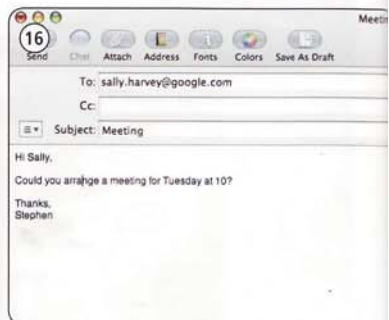 Meetin
16
Send Chat Attach Address Fonts Colors Save As Draft
To: sally.harvey@google.com
Cc:
Subject: Meeting
Hi Sally,
Could you arrange a meeting for Tuesday at 10?
Thanks,
Stephen